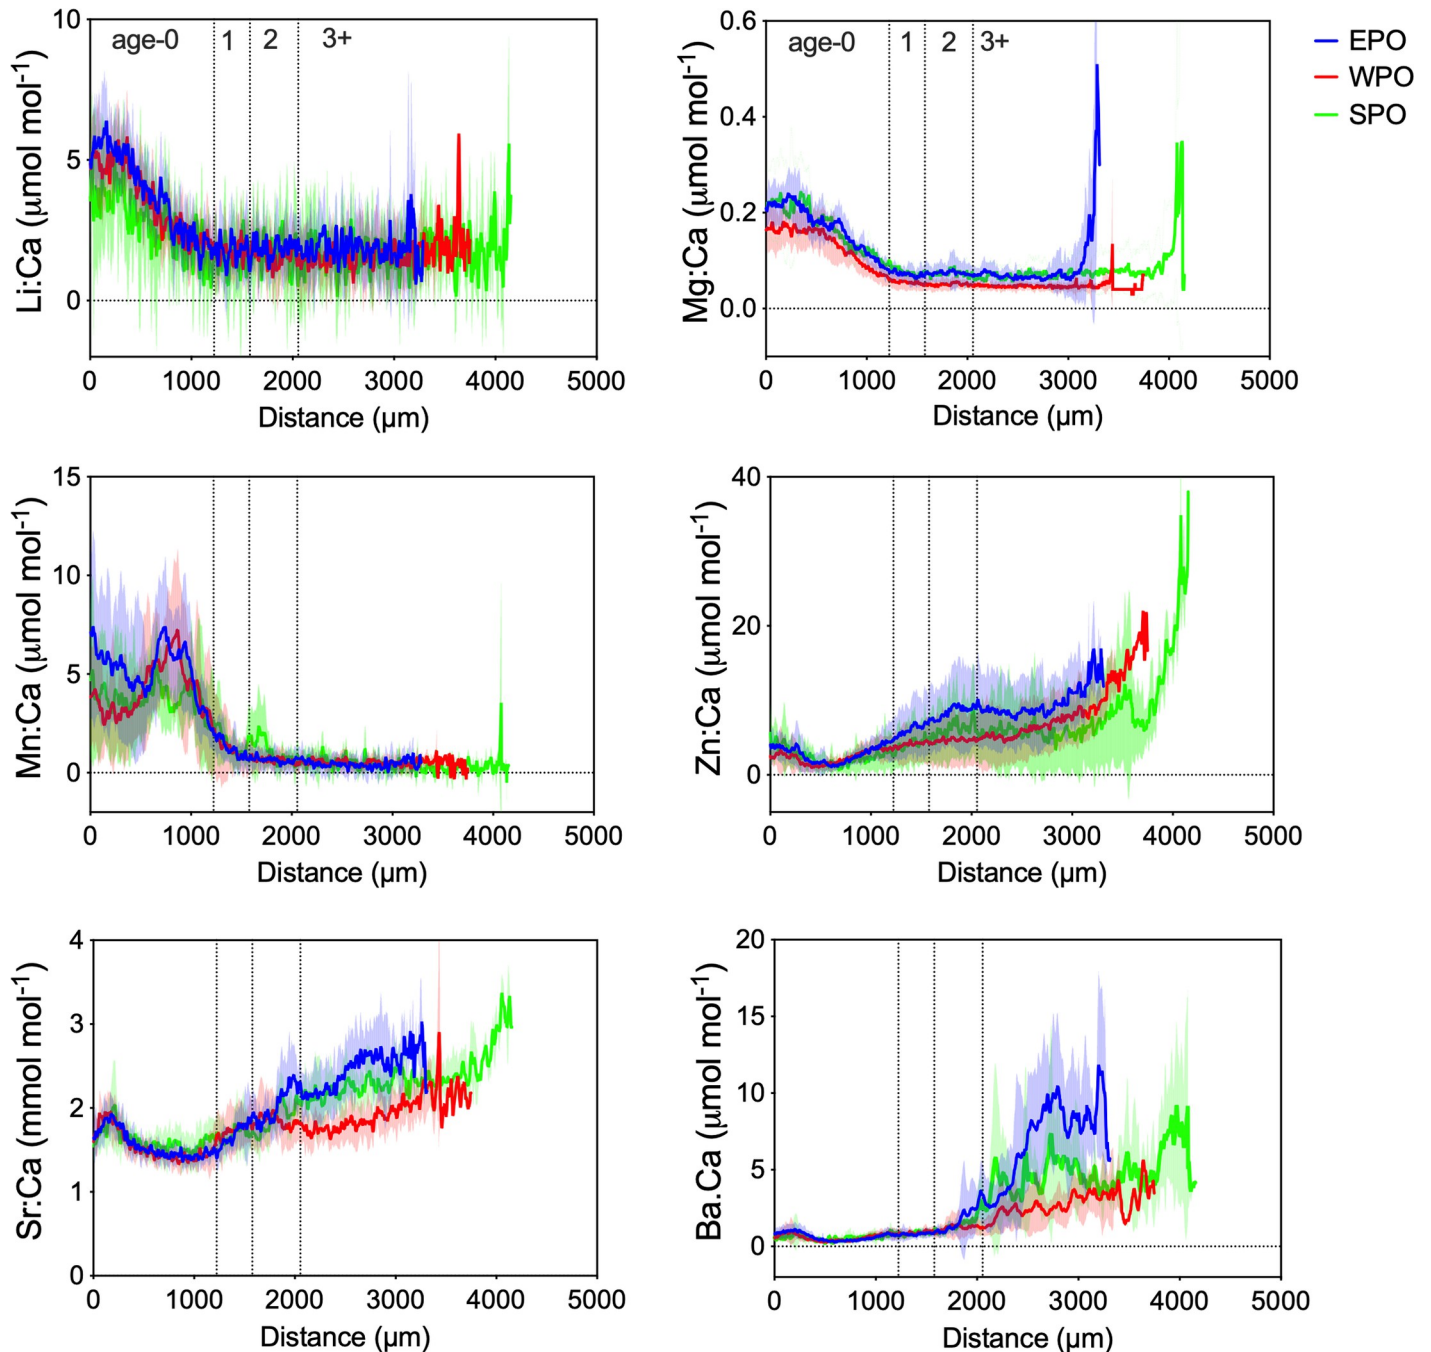 10
5
0
Li:Ca (µmol mol-1)
age-0 1 2 3+
0 1000 2000 3000 4000 5000
Distance (µm)
0.6
0.4
0.2
0.0
Mg:Ca (µmol mol-1)
age-0 1 2 3+
0 1000 2000 3000 4000 5000
Distance (µm)
EPO
WPO
SPO
15
10
5
0
Mn:Ca (µmol mol-1)
0 1000 2000 3000 4000 5000
Distance (µm)
40
20
0
Zn:Ca (µmol mol-1)
0 1000 2000 3000 4000 5000
Distance (µm)
4
3
2
1
0
Sr:Ca (mmol mol-1)
0 1000 2000 3000 4000 5000
Distance (µm)
20
15
10
5
0
Ba.Ca (µmol mol-1)
0 1000 2000 3000 4000 5000
Distance (µm)